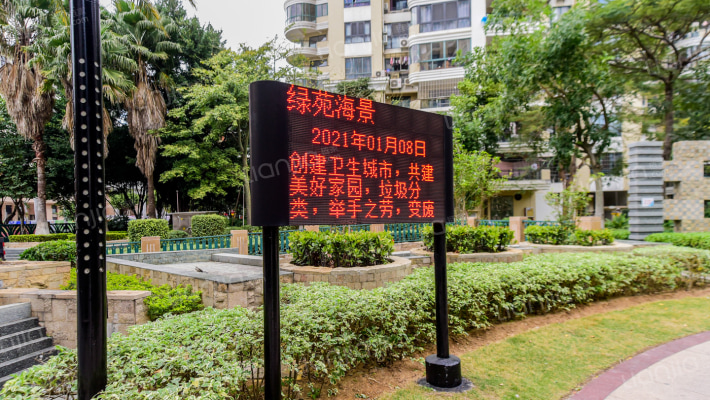 绿苑海景
2021年01月08日
创建卫生城市，共建
美好家园，垃圾分
类，举手之劳，变废